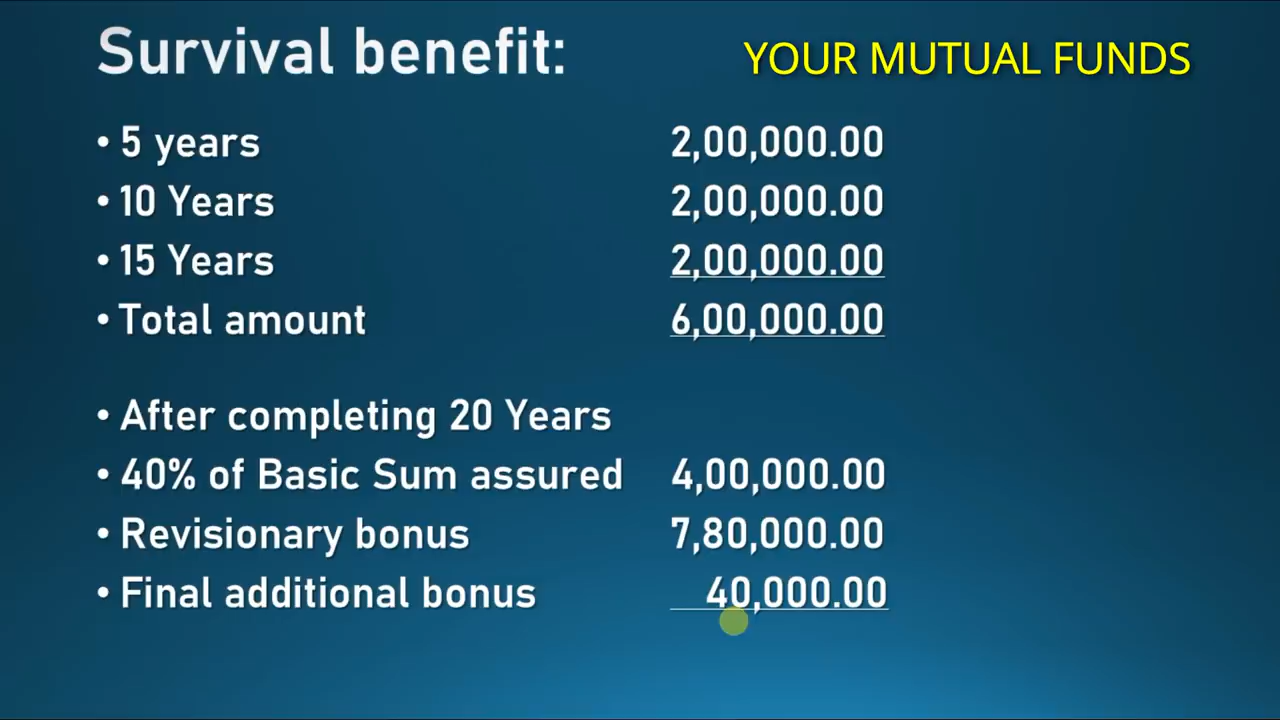 Survival benefit: YOUR MUTUAL FUNDS
• 5 years 2,00,000.00
• 10 Years 2,00,000.00
• 15 Years 2,00,000.00
• Total amount 6,00,000.00
• After completing 20 Years
• 40% of Basic Sum assured 4,00,000.00
• Revisionary bonus 7,80,000.00
• Final additional bonus 40,000.00